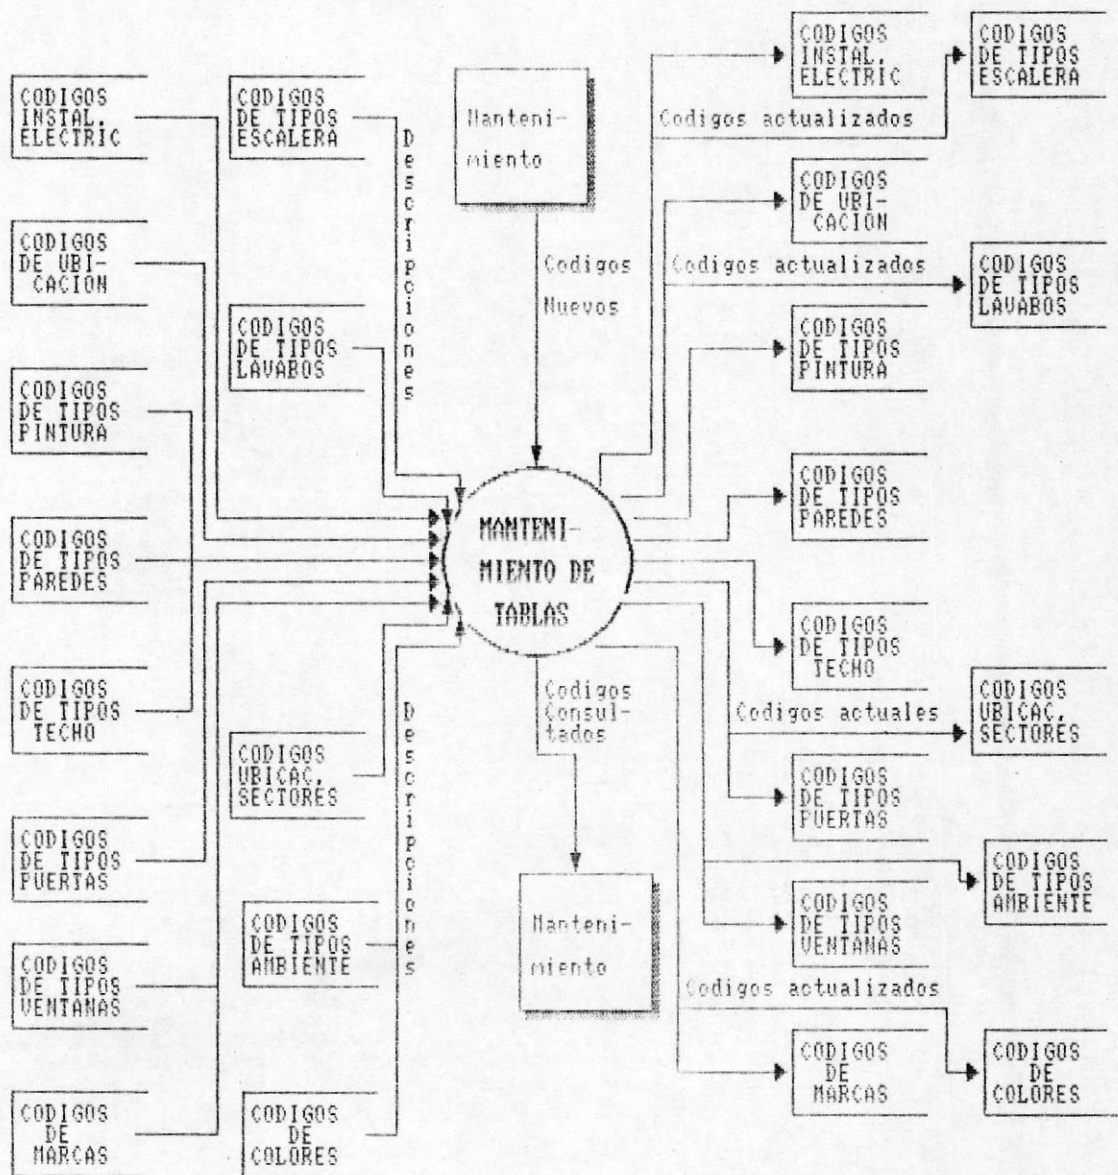 CODIGOS
INSTAL.
ELECTRIC
CODIGOS
DE UBI-
CACION
CODIGOS
DE TIPOS
PINTURA
CODIGOS
DE TIPOS
PAREDES
CODIGOS
DE TIPOS
TECHO
CODIGOS
DE TIPOS
PUERTAS
CODIGOS
DE TIPOS
VENTANAS
CODIGOS
DE
MARCAS
CODIGOS
DE TIPOS
ESCALERA
CODIGOS
DE TIPOS
LAVABOS
CODIGOS
UBICAC.
SECTORES
CODIGOS
DE TIPOS
AMBIENTE
CODIGOS
DE
COLORES
Descripciones
Descripciones
Manteni-
miento
Codigos
Nuevos
MANTENI-
MIENTO DE
TABLAS
Codigos
Consul-
tados
Manteni-
miento
CODIGOS
INSTAL.
ELECTRIC
CODIGOS
DE TIPOS
ESCALERA
Codigos actualizados
CODIGOS
DE UBI-
CACION
Codigos actualizados
CODIGOS
DE TIPOS
LAVABOS
CODIGOS
DE TIPOS
PINTURA
CODIGOS
DE TIPOS
PAREDES
CODIGOS
DE TIPOS
TECHO
Codigos actuales
CODIGOS
UBICAC.
SECTORES
CODIGOS
DE TIPOS
PUERTAS
CODIGOS
DE TIPOS
AMBIENTE
CODIGOS
DE TIPOS
VENTANAS
Codigos actualizados
CODIGOS
DE
MARCAS
CODIGOS
DE
COLORES